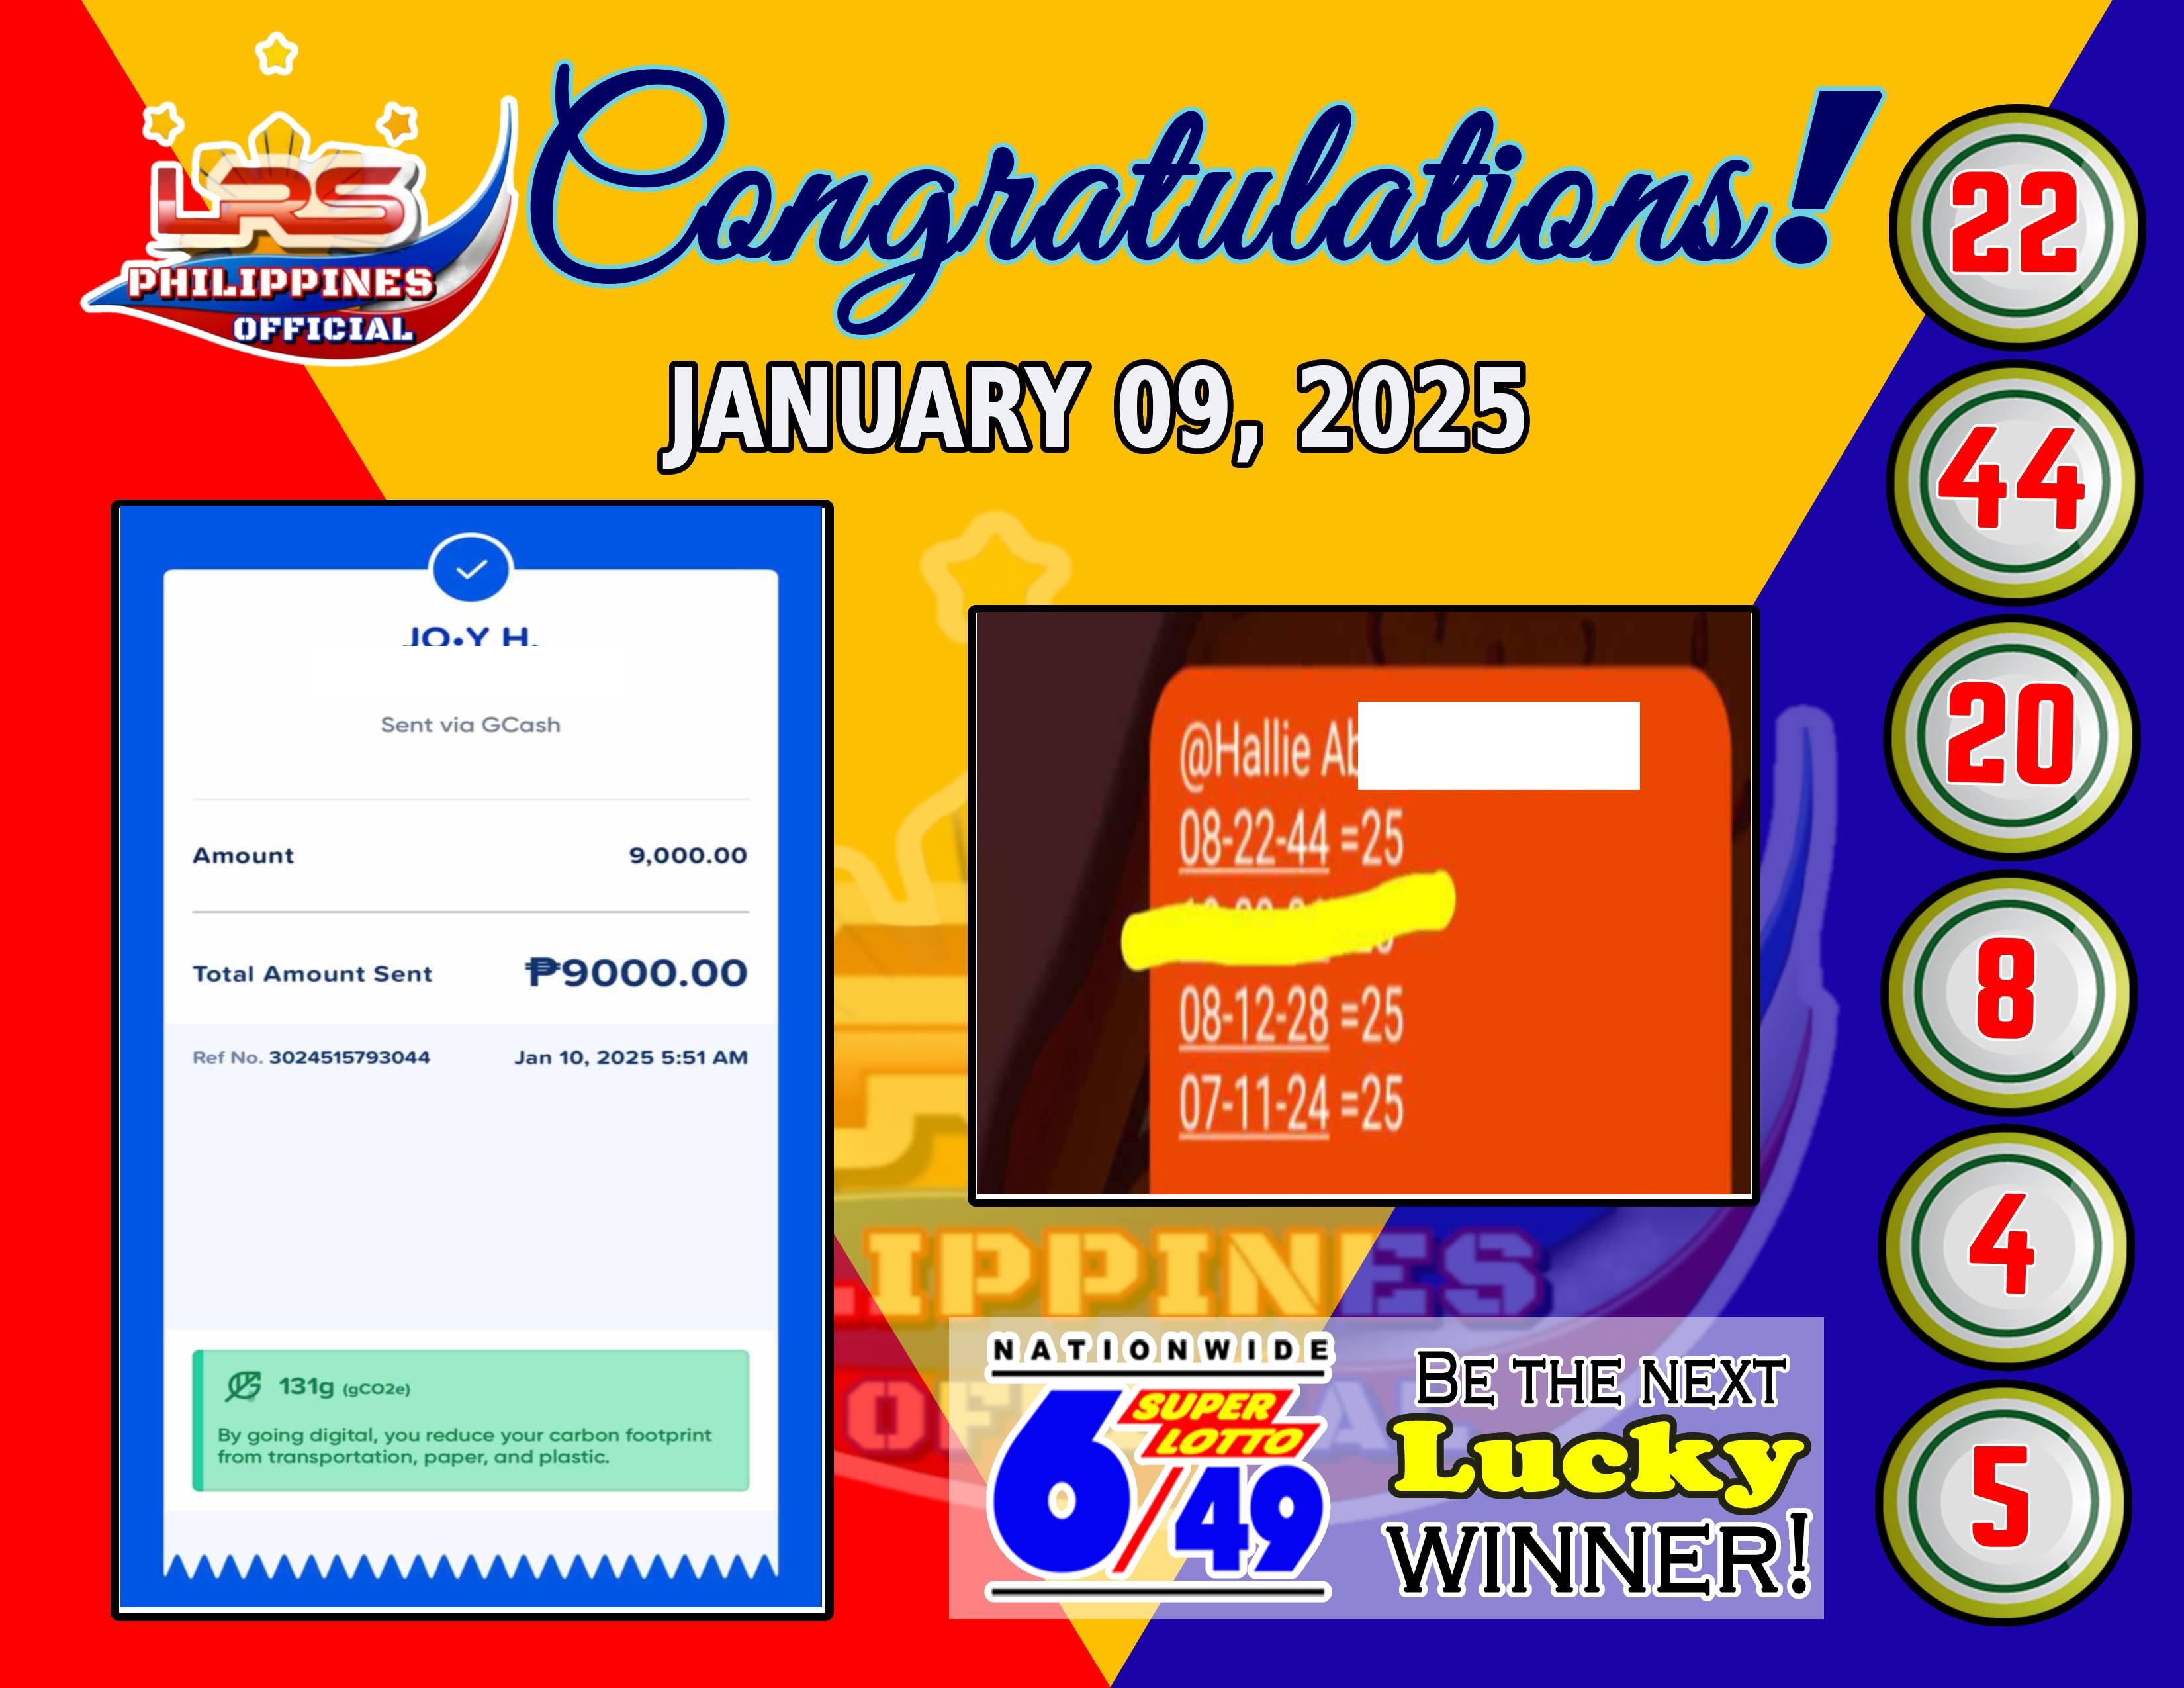 LRS
PHILIPPINES
OFFICIAL
Congratulations!
JANUARY 09, 2025
Sent via GCash
Amount 9,000.00
Total Amount Sent ₱9000.00
Ref No. 3024515793044 Jan 10, 2025 5:51 AM
131g (gCO2e)
By going digital, you reduce your carbon footprint
from transportation, paper, and plastic.
@Hallie Ab
08-22-44 =25
08-12-28 =25
07-11-24 =25
LIPPINES
NATIONWIDE
SUPER
LOTTO
6/49
BE THE NEXT
Lucky
WINNER!
22
44
20
8
4
5